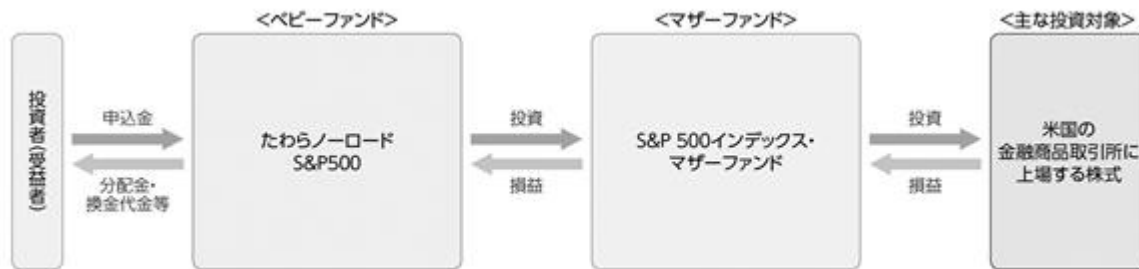 <ベビーファンド>
<マザーファンド>
<主な投資対象>
投資者(受益者)
申込金
分配金・
換金代金等
たわらノーロード
S&P500
投資
損益
S&P 500インデックス・
マザーファンド
投資
損益
米国の
金融商品取引所に
上場する株式